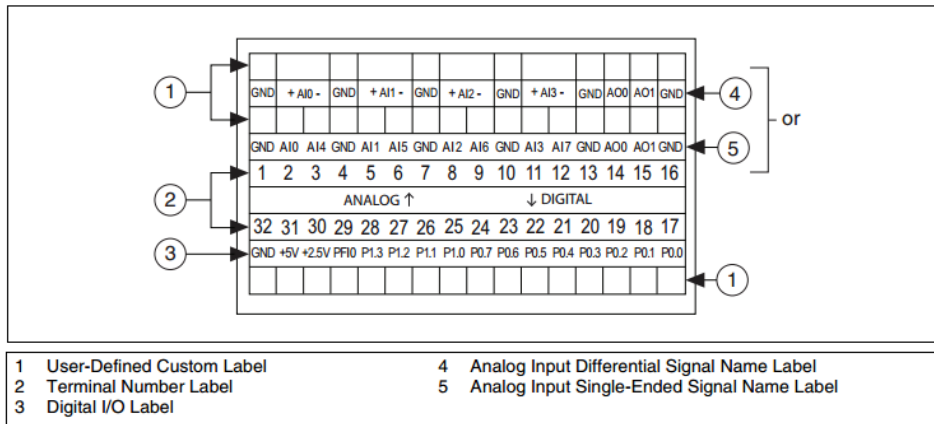 GND + AI0 - GND + AI1 - GND + AI2 - GND + AI3 - GND AO0 AO1 GND
1 4
or
GND AI0 AI4 GND AI1 AI5 GND AI2 AI6 GND AI3 AI7 GND AO0 AO1 GND
5
1 2 3 4 5 6 7 8 9 10 11 12 13 14 15 16
2
ANALOG ↑ ↓ DIGITAL
32 31 30 29 28 27 26 25 24 23 22 21 20 19 18 17
3
GND +5V +2.5V PFI0 P1.3 P1.2 P1.1 P1.0 P0.7 P0.6 P0.5 P0.4 P0.3 P0.2 P0.1 P0.0
1
1 User-Defined Custom Label
2 Terminal Number Label
3 Digital I/O Label
4 Analog Input Differential Signal Name Label
5 Analog Input Single-Ended Signal Name Label